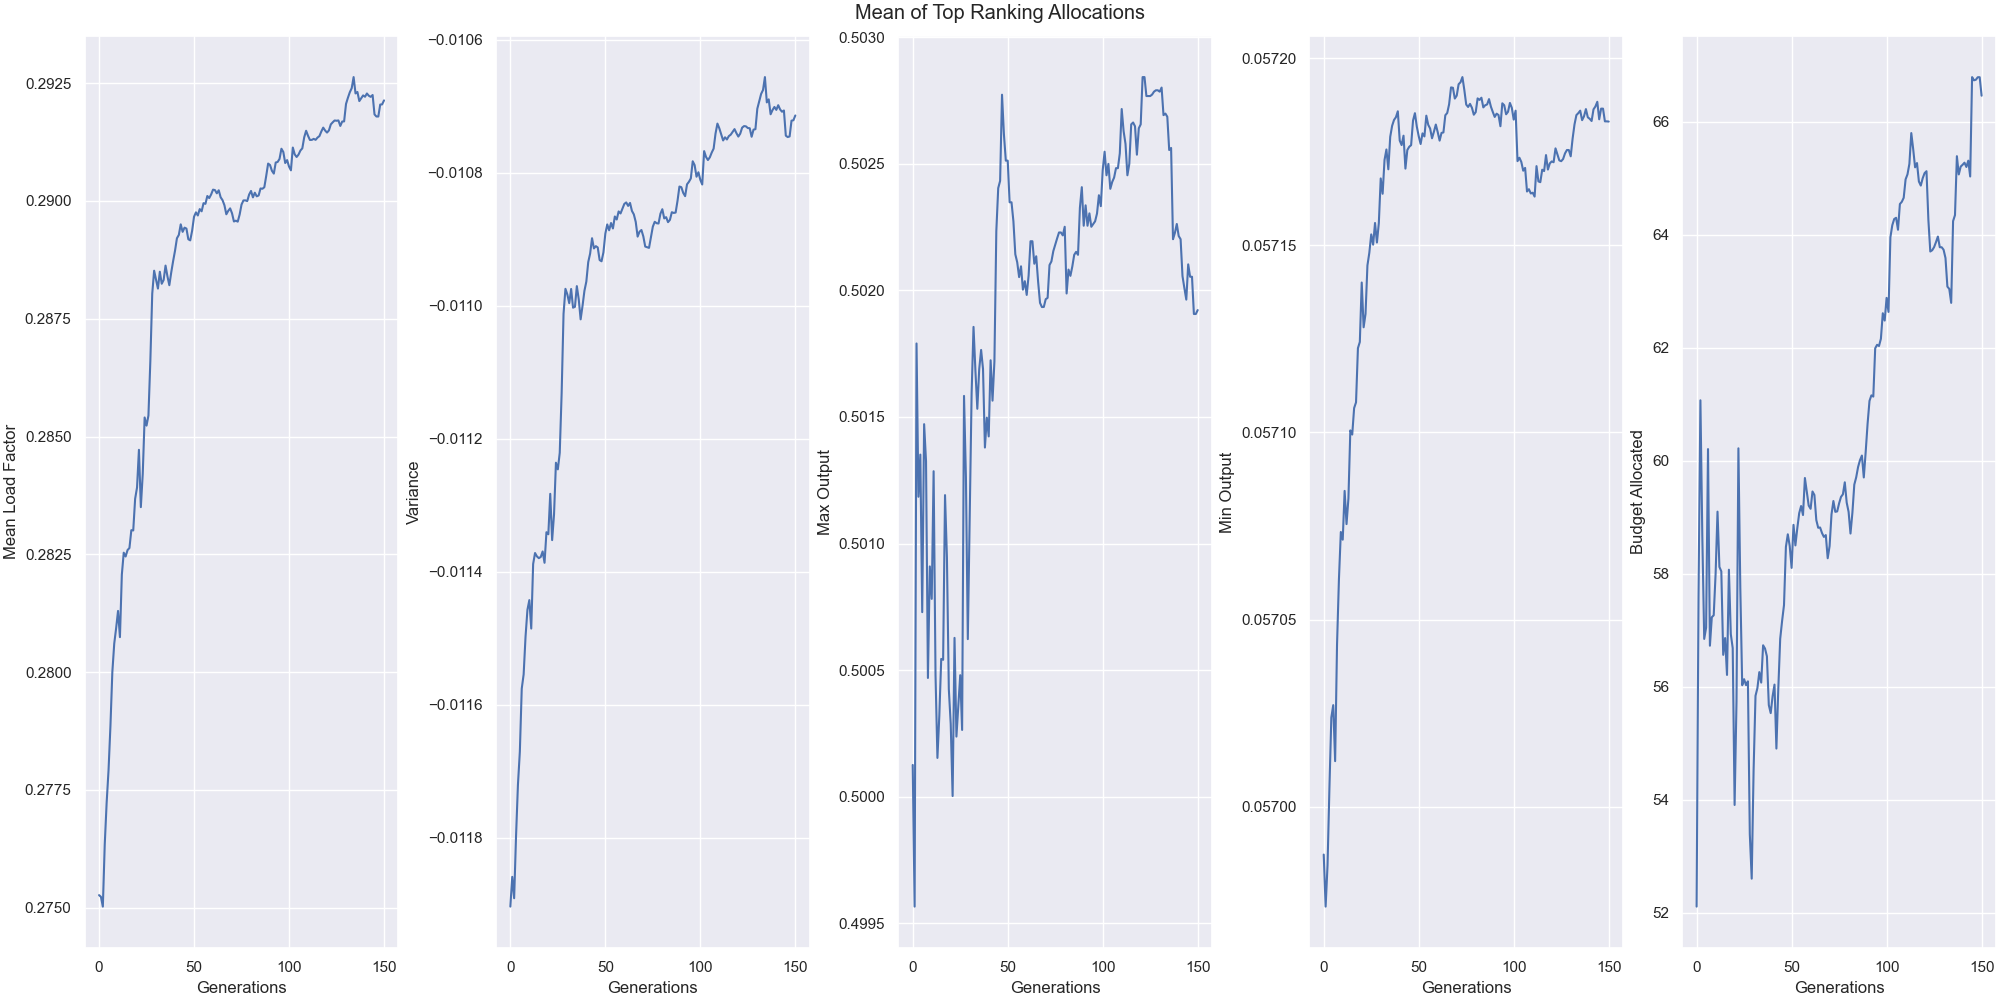 Mean of Top Ranking Allocations
Mean Load Factor
0.2925
0.2900
0.2875
0.2850
0.2825
0.2800
0.2775
0.2750
0 50 100 150
Generations
Variance
−0.0106
−0.0108
−0.0110
−0.0112
−0.0114
−0.0116
−0.0118
0 50 100 150
Generations
Max Output
0.5030
0.5025
0.5020
0.5015
0.5010
0.5005
0.5000
0.4995
0 50 100 150
Generations
Min Output
0.05720
0.05715
0.05710
0.05705
0.05700
0 50 100 150
Generations
Budget Allocated
66
64
62
60
58
56
54
52
0 50 100 150
Generations